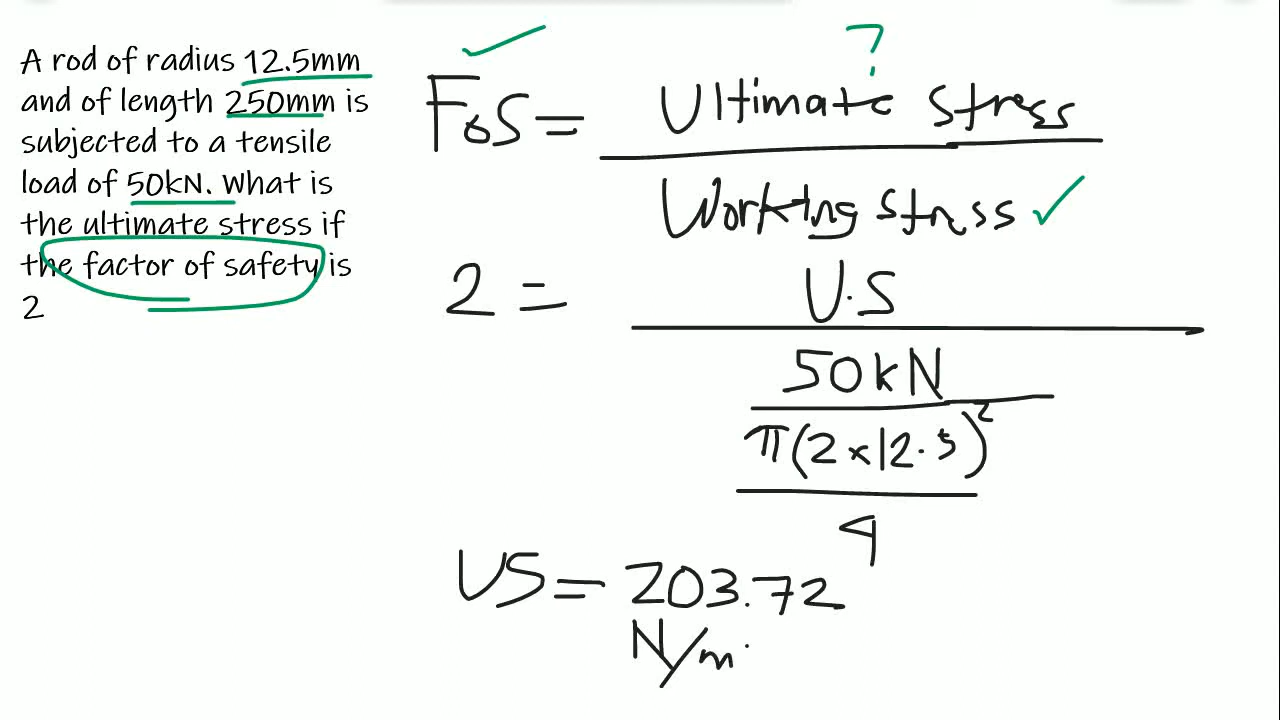 A rod of radius 12.5mm
and of length 250mm is
subjected to a tensile
load of 50kN. What is
the ultimate stress if
the factor of safety is
2
?
FoS = Ultimate stress
Working stress
2 = U.S
50kN
π(2×12.5)²
4
US = 203.72
N/m